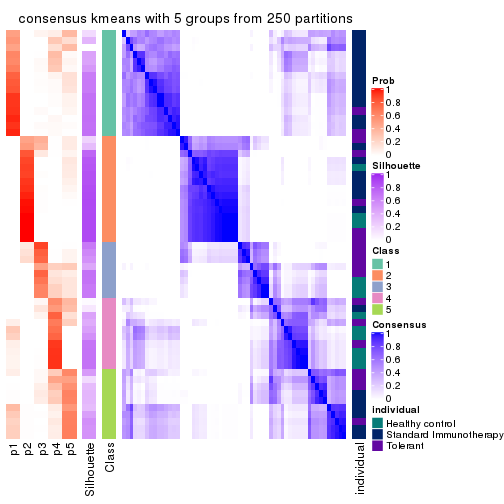 consensus kmeans with 5 groups from 250 partitions
Prob
1
0.8
0.6
0.4
0.2
0
Silhouette
1
0.8
0.6
0.4
0.2
0
Class
1
2
3
4
5
Consensus
1
0.8
0.6
0.4
0.2
0
individual
Healthy control
Standard Immunotherapy
Tolerant
p1
p2
p3
p4
p5
Silhouette
Class
individual